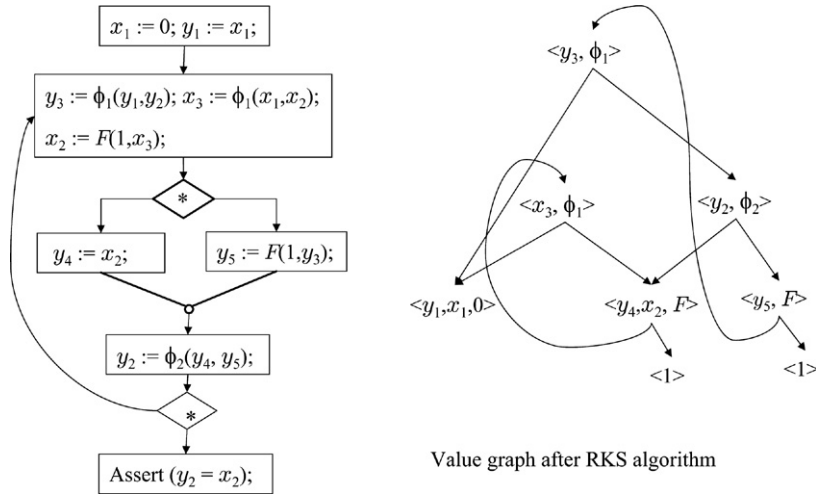 x₁ := 0; y₁ := x₁;
y₃ := ϕ₁(y₁,y₂); x₃ := ϕ₁(x₁,x₂);
x₂ := F(1,x₃);
*
y₄ := x₂;
y₅ := F(1,y₃);
y₂ := ϕ₂(y₄, y₅);
*
Assert (y₂ = x₂);
<y₃, ϕ₁>
<x₃, ϕ₁>
<y₂, ϕ₂>
<y₁,x₁,0>
<y₄,x₂, F>
<y₅, F>
<1>
<1>
Value graph after RKS algorithm